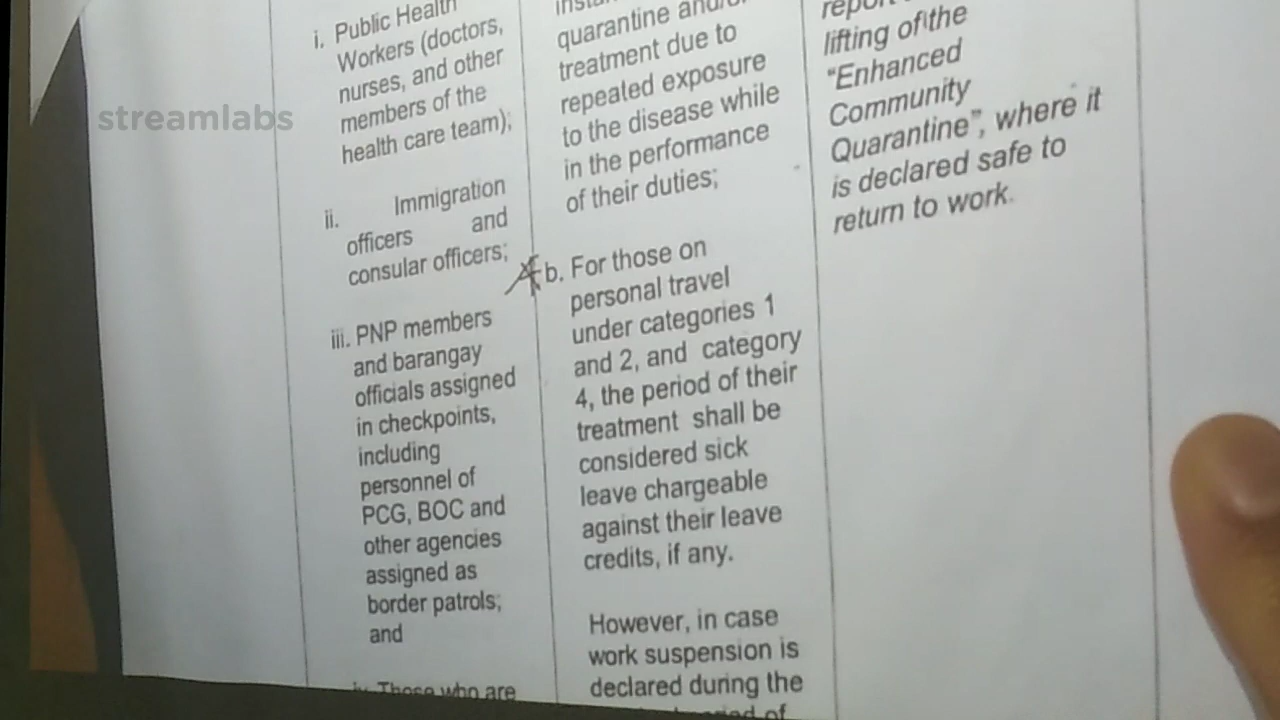 streamlabs
i. Public Health
Workers (doctors,
nurses, and other
members of the
health care team);
ii. Immigration
officers and
consular officers;
iii. PNP members
and barangay
officials assigned
in checkpoints,
including
personnel of
PCG, BOC and
other agencies
assigned as
border patrols;
and
iv. Those who are
quarantine and/or
treatment due to
repeated exposure
to the disease while
in the performance
of their duties;
b. For those on
personal travel
under categories 1
and 2, and category
4, the period of their
treatment shall be
considered sick
leave chargeable
against their leave
credits, if any.
However, in case
work suspension is
declared during the
of
lifting of the
“Enhanced
Community
Quarantine”, where it
is declared safe to
return to work.